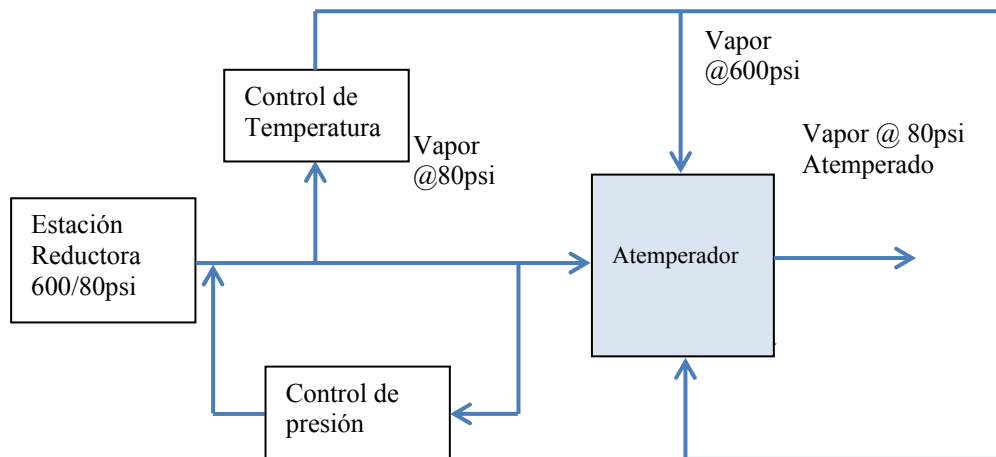 Vapor
@600psi
Control de
Temperatura
Vapor
@80psi
Vapor @ 80psi
Atemperado
Estación
Reductora
600/80psi
Atemperador
Control de
presión